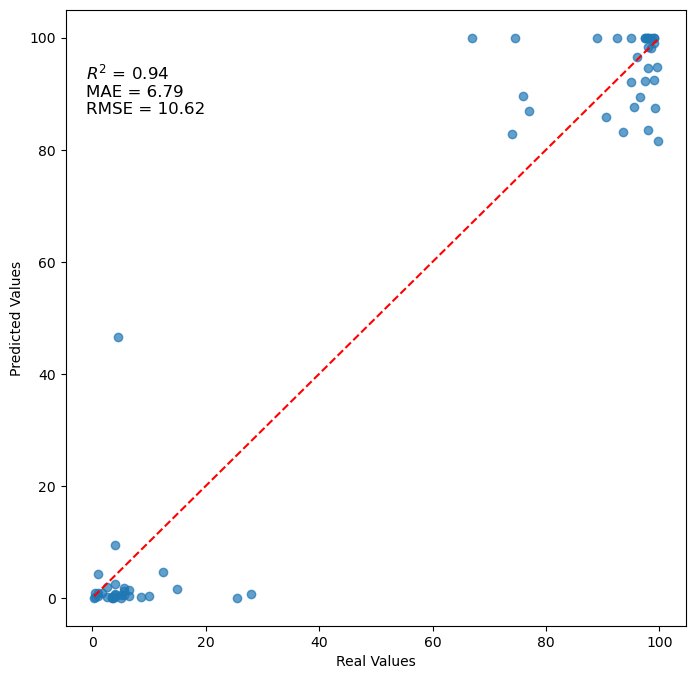 100
80
60
40
20
0
Predicted Values
R² = 0.94
MAE = 6.79
RMSE = 10.62
0 20 40 60 80 100
Real Values